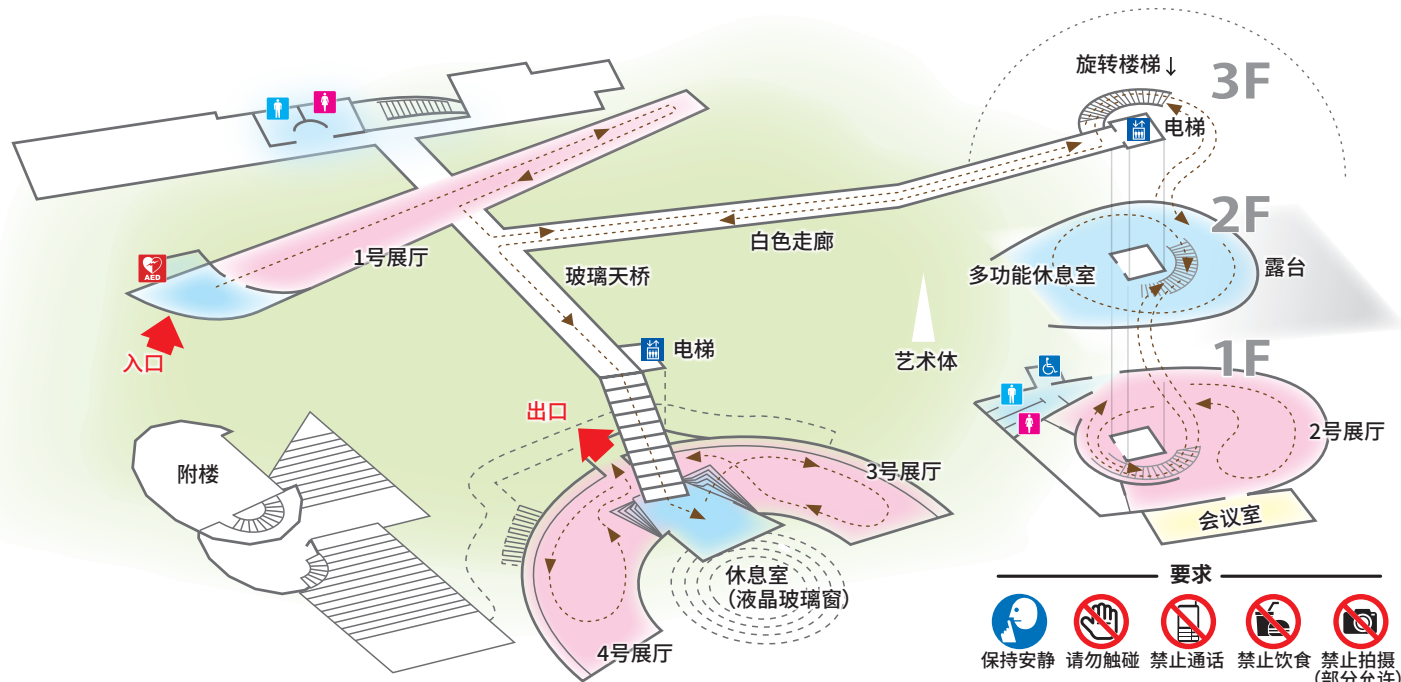 旋转楼梯↓
3F
电梯
2F
白色走廊
1号展厅
AED
玻璃天桥
多功能休息室
露台
入口
电梯
艺术体
1F
出口
2号展厅
附楼
3号展厅
会议室
休息室
（液晶玻璃窗）
4号展厅
要求
保持安静
请勿触碰
禁止通话
禁止饮食
禁止拍摄
（部分允许）